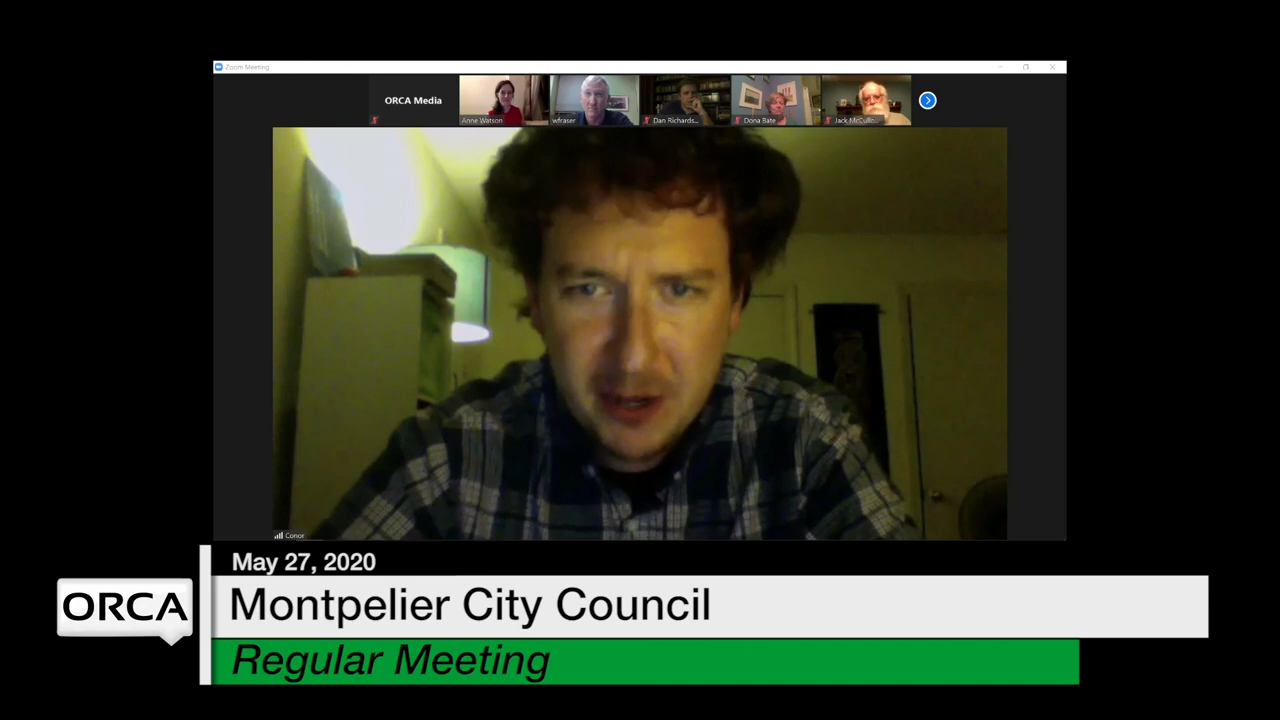 Zoom Meeting
ORCA Media
Anne Watson
wfraser
Dan Richards...
Dona Bate
Jack McCullo...
Conor
May 27, 2020
ORCA
Montpelier City Council
Regular Meeting